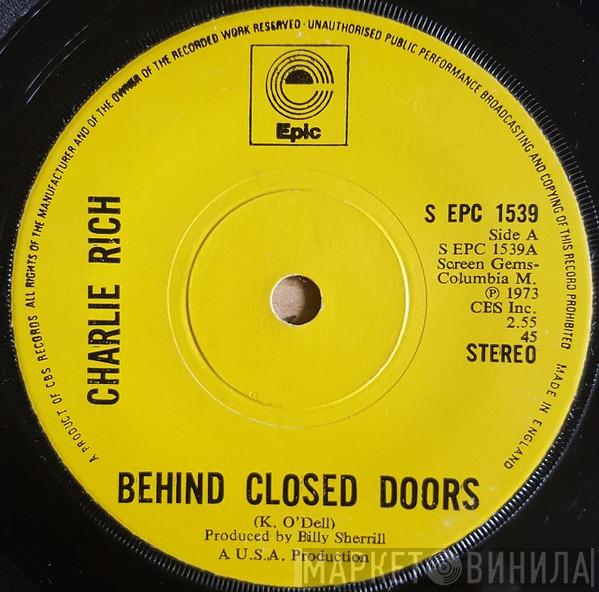 A PRODUCT OF CBS RECORDS ALL RIGHTS OF THE MANUFACTURER AND OF THE OWNER OF THE RECORDED WORK RESERVED · UNAUTHORISED PUBLIC PERFORMANCE BROADCASTING AND COPYING OF THIS RECORD PROHIBITED MADE IN ENGLAND
Epic
CHARLIE RICH
S EPC 1539
Side A
S EPC 1539A
Screen Gems-
Columbia M.
℗ 1973
CBS Inc.
2.55
45
STEREO
BEHIND CLOSED DOORS
(K. O'Dell)
Produced by Billy Sherrill
A U.S.A. Production
МАРКЕТ ВИНИЛА